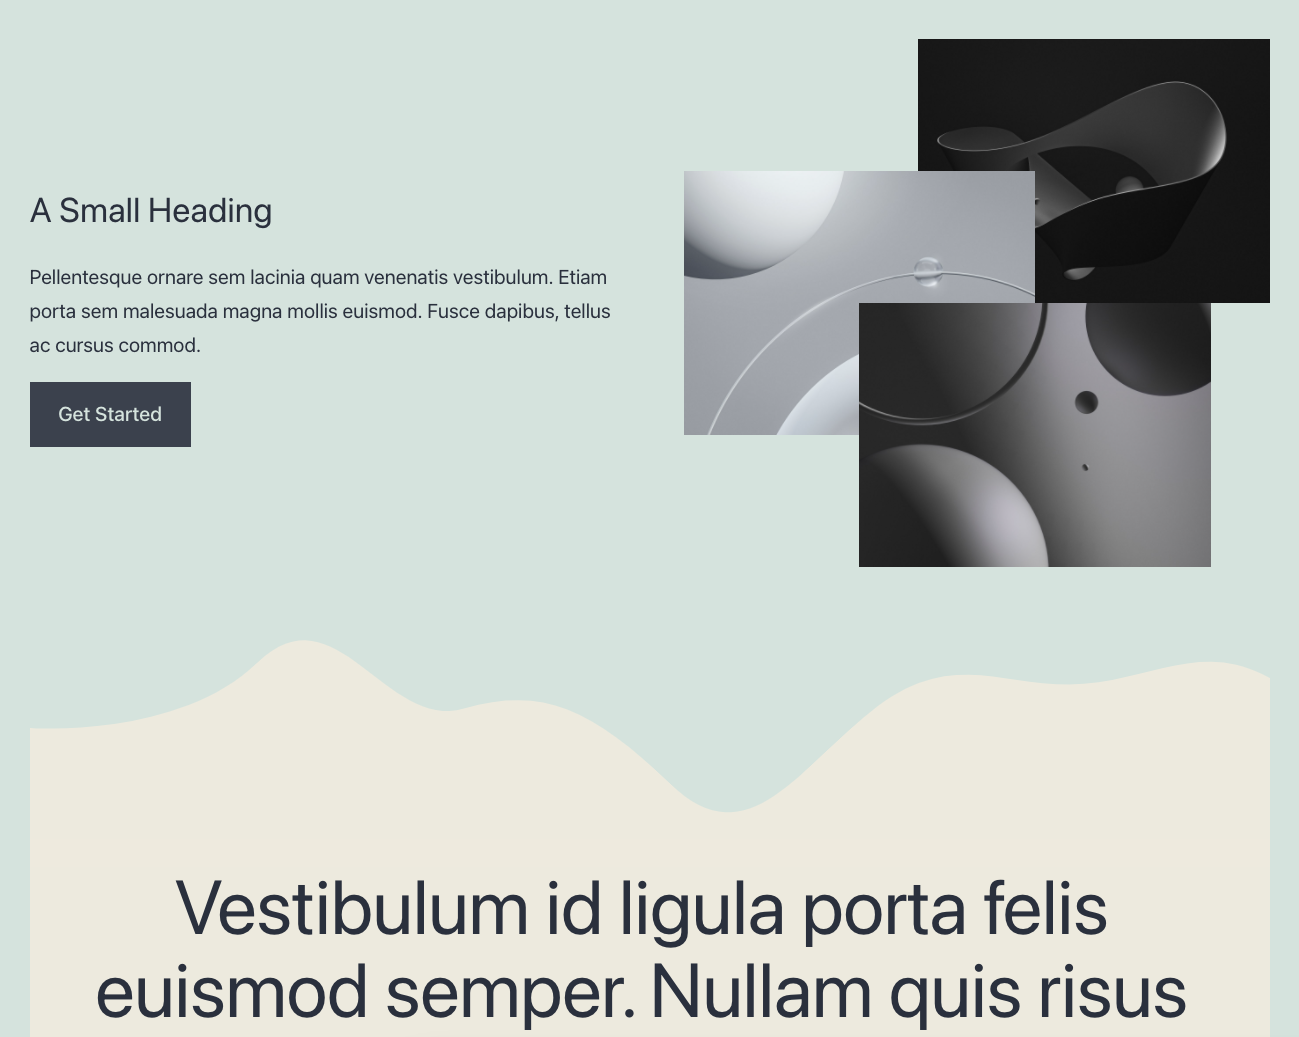 A Small Heading
Pellentesque ornare sem lacinia quam venenatis vestibulum. Etiam
porta sem malesuada magna mollis euismod. Fusce dapibus, tellus
ac cursus commod.
Get Started
Vestibulum id ligula porta felis
euismod semper. Nullam quis risus